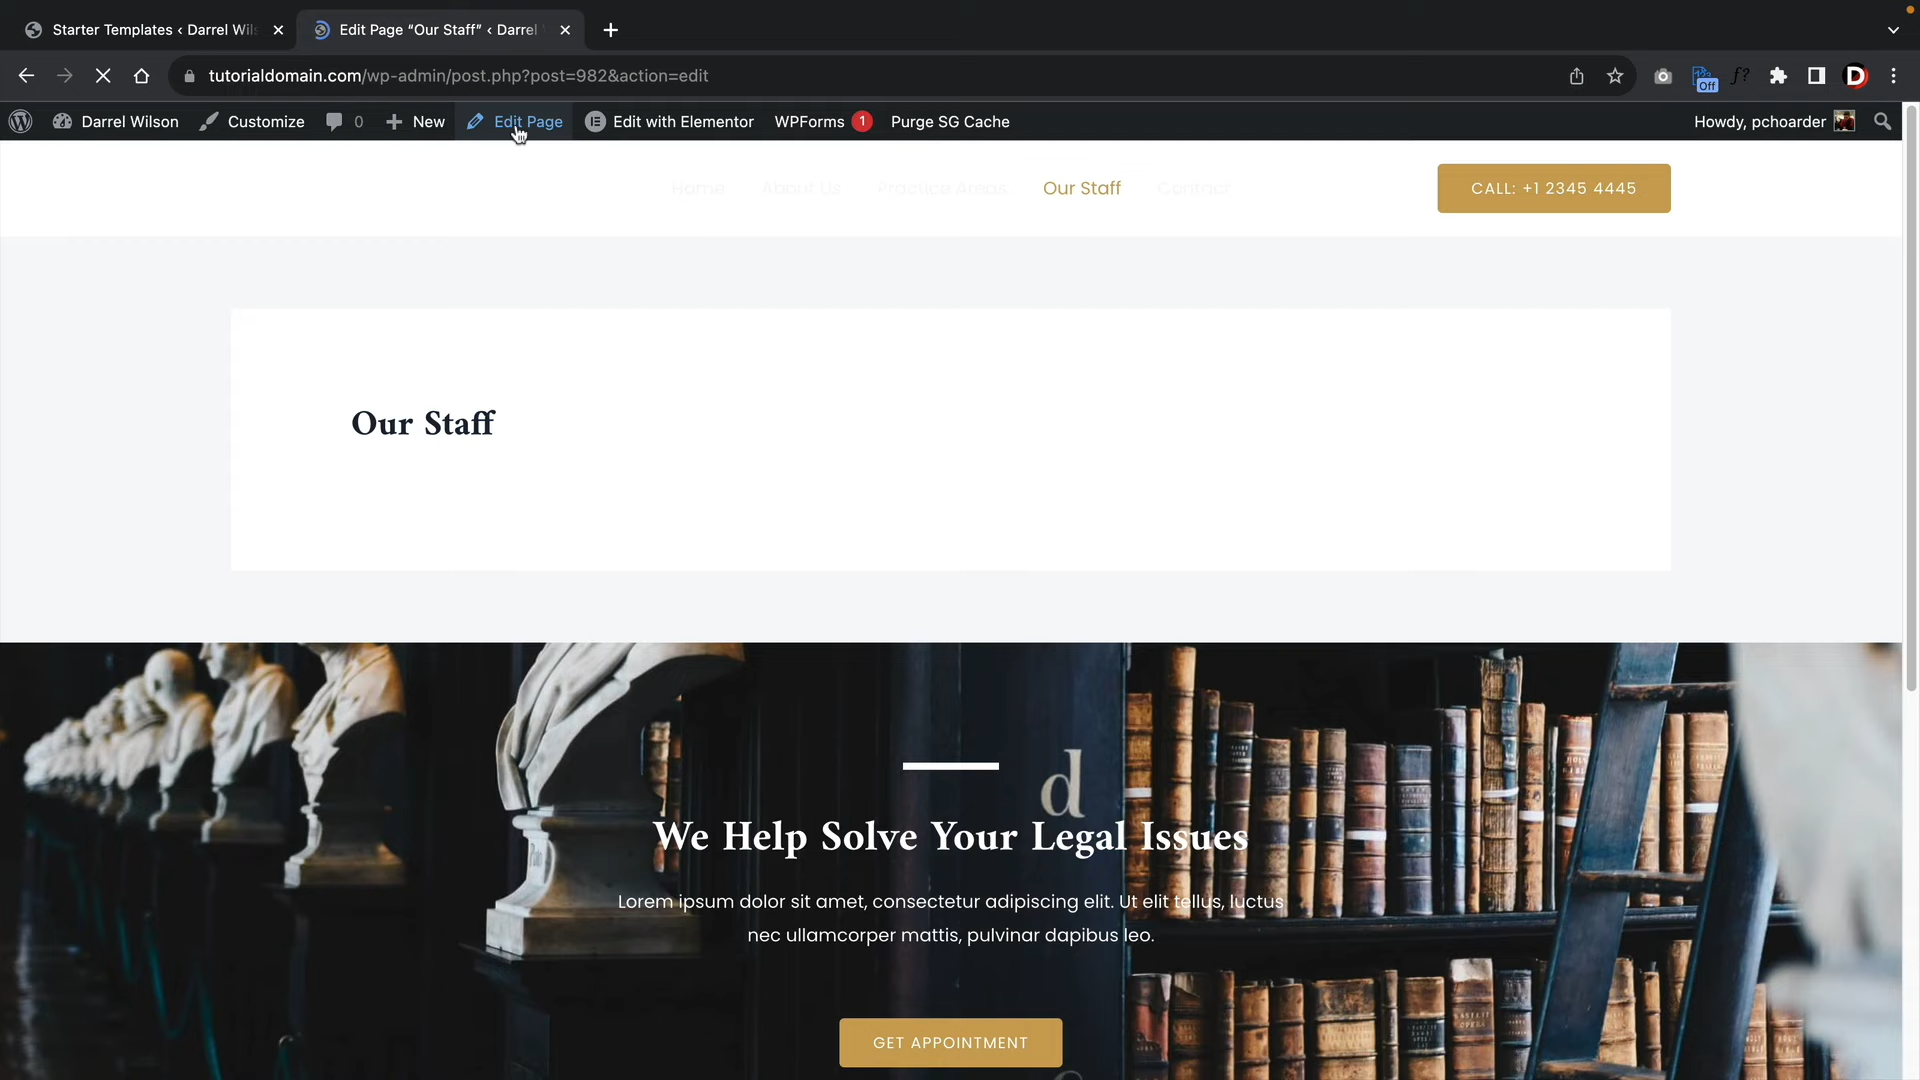 Starter Templates ‹ Darrel Wils
Edit Page “Our Staff” ‹ Darrel
tutorialdomain.com/wp-admin/post.php?post=982&action=edit
Off
f?
D
Darrel Wilson
Customize
0
New
Edit Page
Edit with Elementor
WPForms 1
Purge SG Cache
Howdy, pchoarder
Home
About Us
Practice Areas
Our Staff
Contact
CALL: +1 2345 4445
Our Staff
d
We Help Solve Your Legal Issues
Lorem ipsum dolor sit amet, consectetur adipiscing elit. Ut elit tellus, luctus
nec ullamcorper mattis, pulvinar dapibus leo.
GET APPOINTMENT